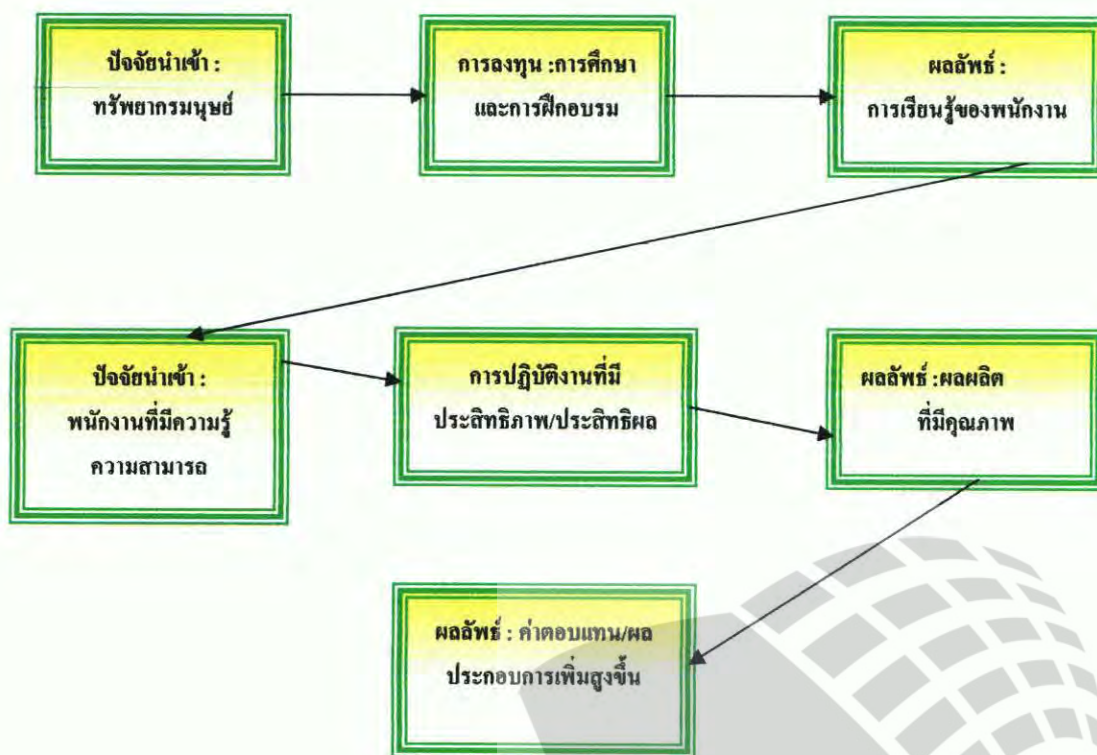 ปัจจัยนำเข้า :
ทรัพยากรมนุษย์
การลงทุน :การศึกษา
และการฝึกอบรม
ผลลัพธ์ :
การเรียนรู้ของพนักงาน
ปัจจัยนำเข้า :
พนักงานที่มีความรู้
ความสามารถ
การปฏิบัติงานที่มี
ประสิทธิภาพ/ประสิทธิผล
ผลลัพธ์ :ผลผลิต
ที่มีคุณภาพ
ผลลัพธ์ : ค่าตอบแทน/ผล
ประกอบการเพิ่มสูงขึ้น